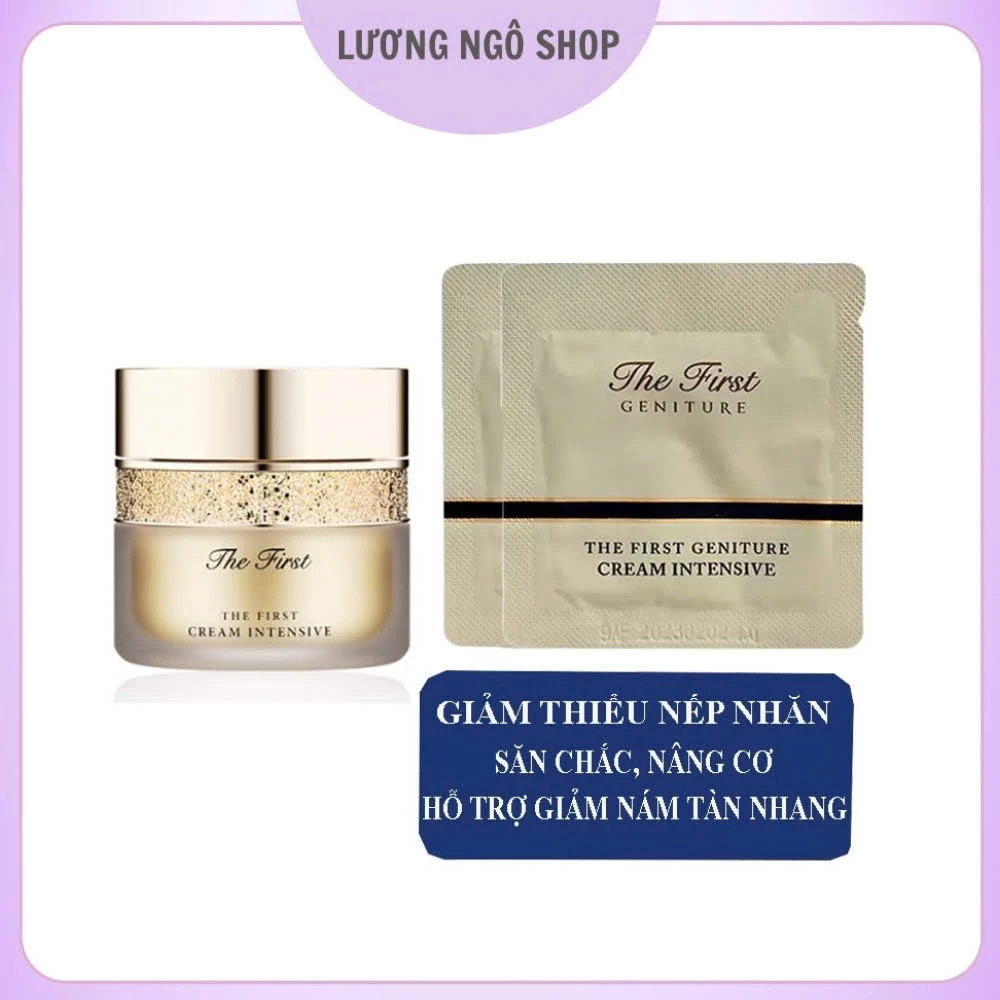 LƯƠNG NGÔ SHOP
The First
GENITURE
THE FIRST GENITURE
CREAM INTENSIVE
The First
THE FIRST
CREAM INTENSIVE
GIẢM THIỂU NẾP NHĂN
SĂN CHẮC, NÂNG CƠ
HỖ TRỢ GIẢM NÁM TÀN NHANG